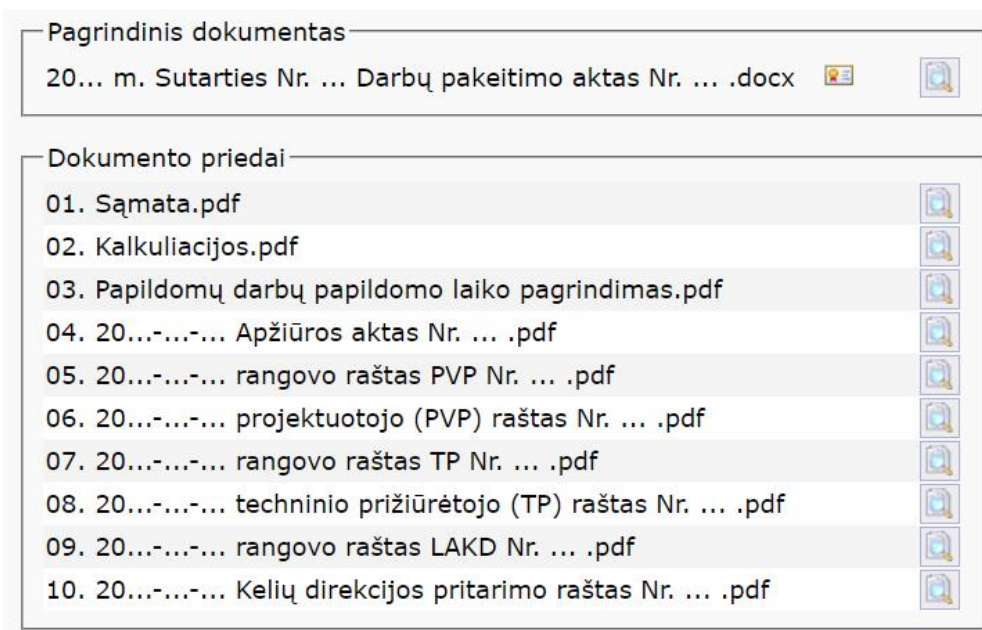 Pagrindinis dokumentas
20... m. Sutarties Nr. ... Darbų pakeitimo aktas Nr. ... .docx
Dokumento priedai
01. Sąmata.pdf
02. Kalkuliacijos.pdf
03. Papildomų darbų papildomo laiko pagrindimas.pdf
04. 20...-...-... Apžiūros aktas Nr. ... .pdf
05. 20...-...-... rangovo raštas PVP Nr. ... .pdf
06. 20...-...-... projektuotojo (PVP) raštas Nr. ... .pdf
07. 20...-...-... rangovo raštas TP Nr. ... .pdf
08. 20...-...-... techninio prižiūrėtojo (TP) raštas Nr. ... .pdf
09. 20...-...-... rangovo raštas LAKD Nr. ... .pdf
10. 20...-...-... Kelių direkcijos pritarimo raštas Nr. ... .pdf